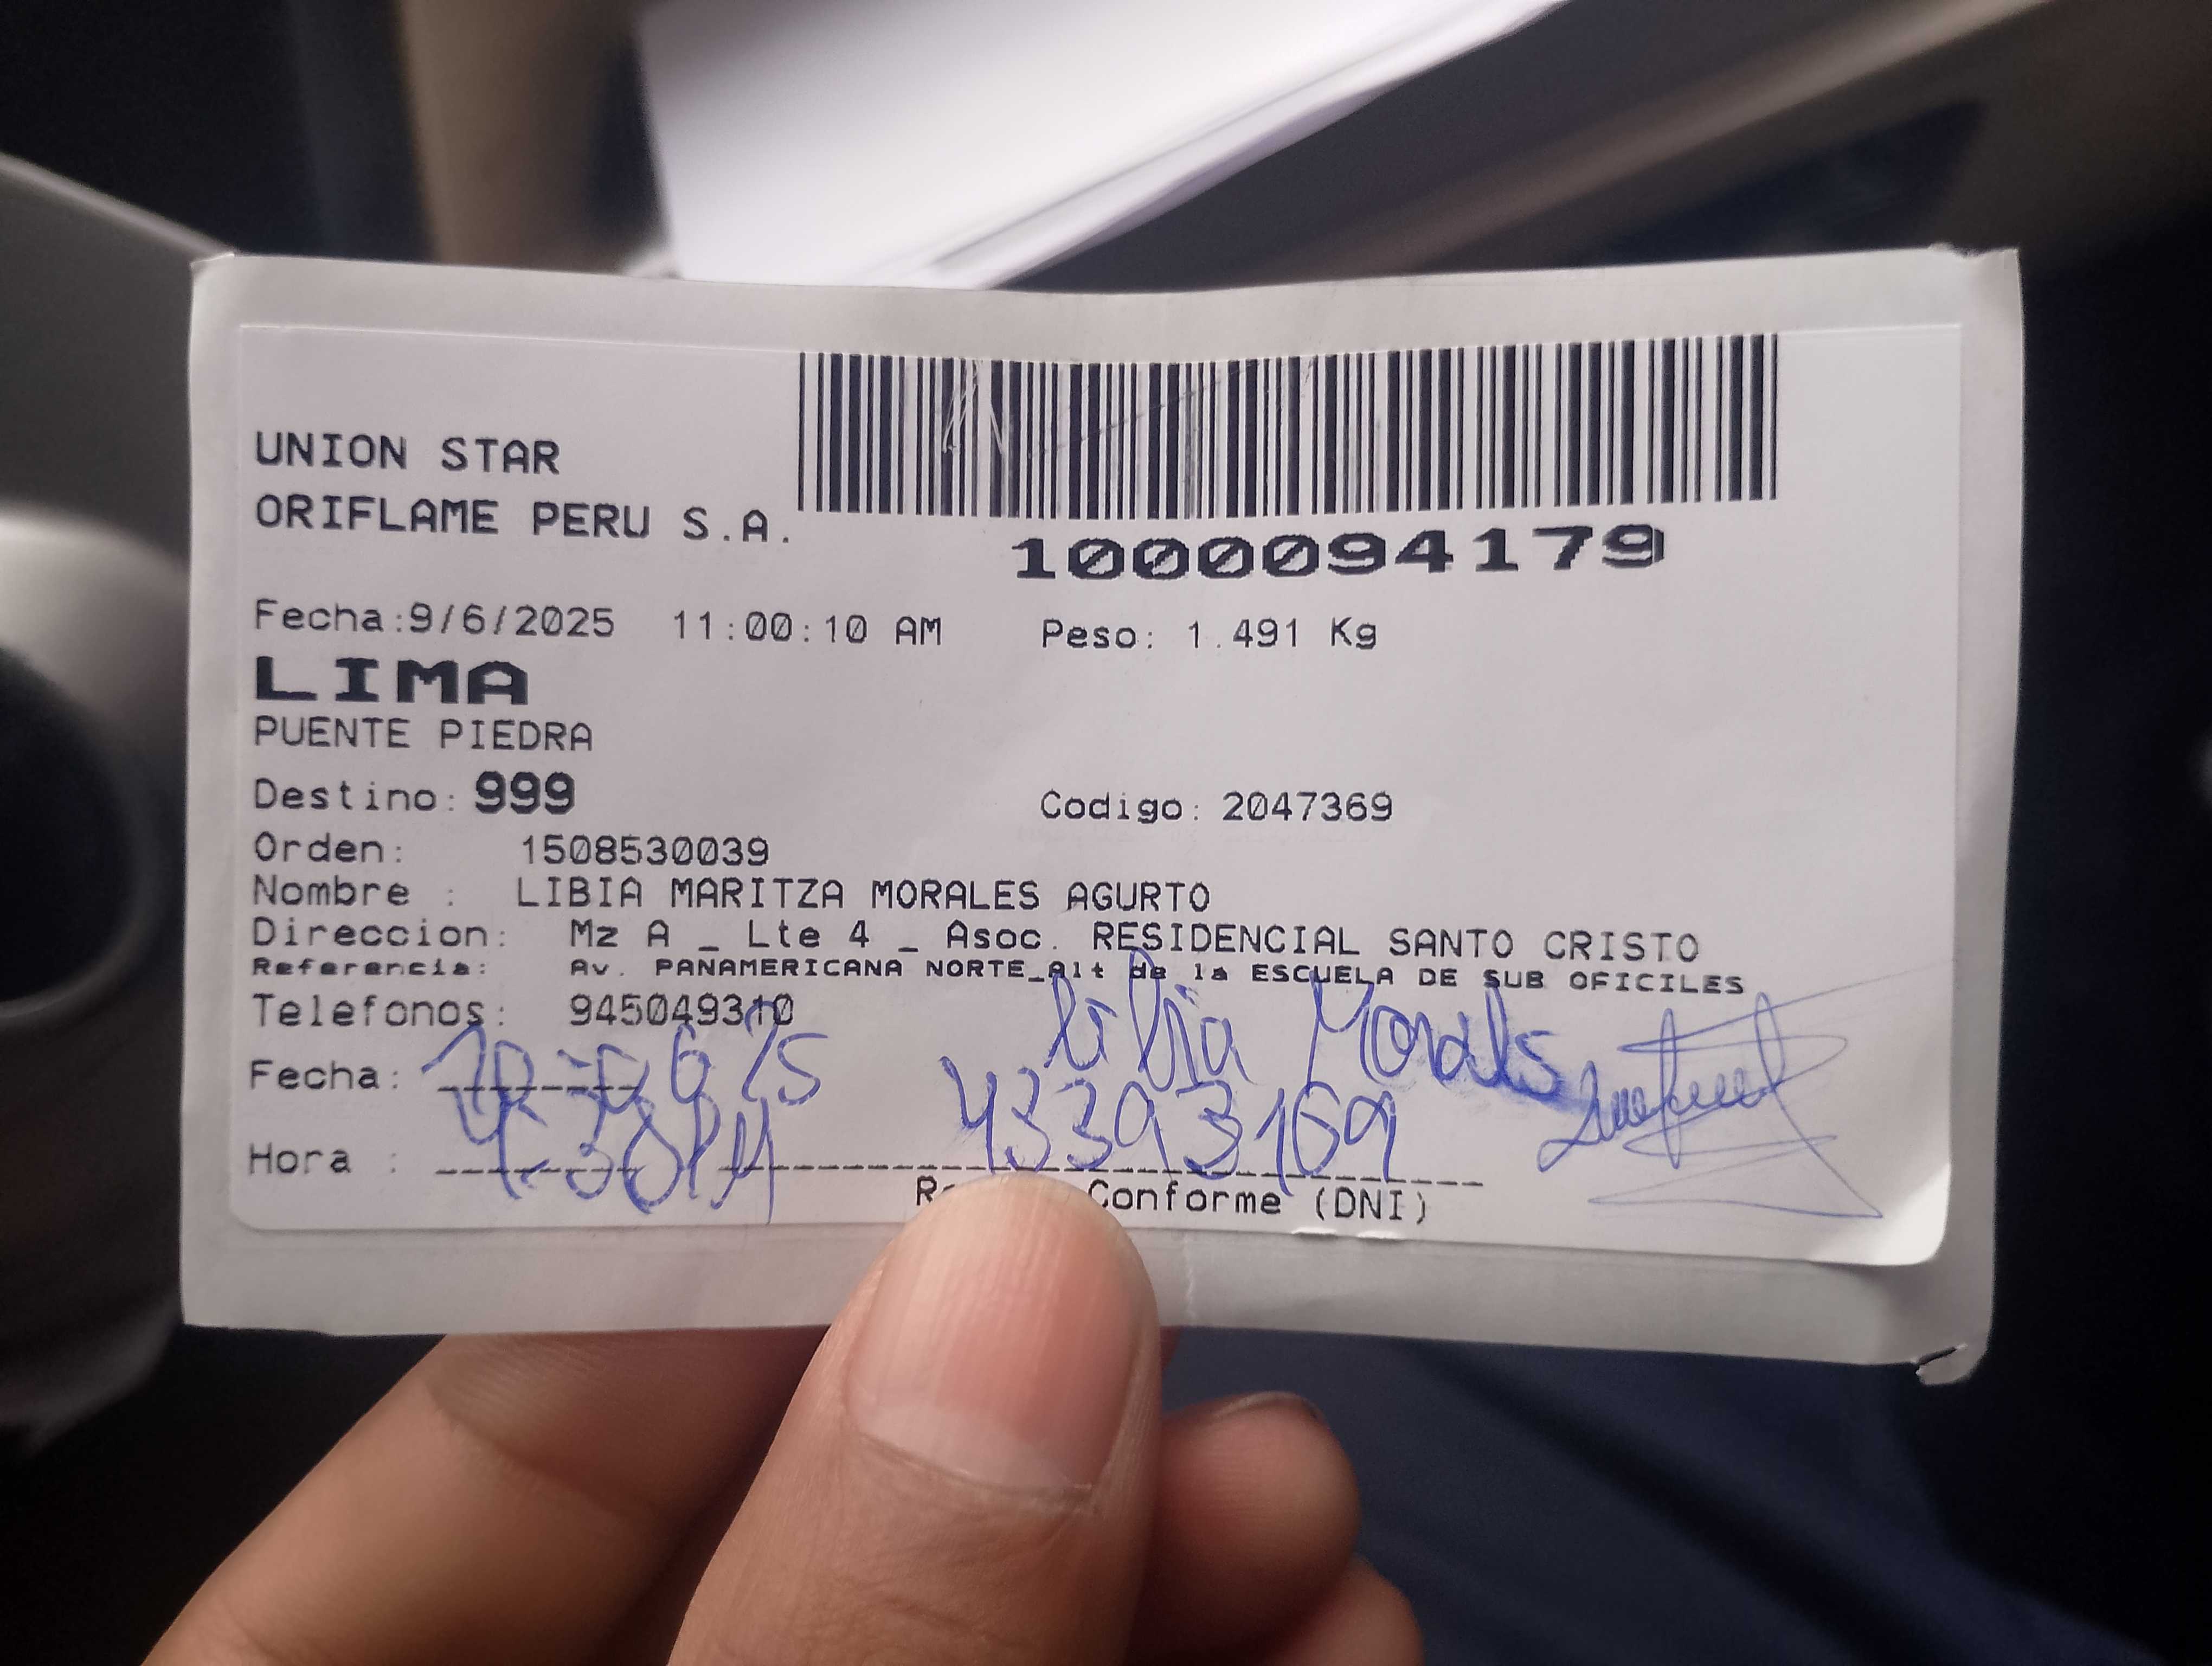 UNION STAR
ORIFLAME PERU S.A.
1000094179
Fecha:9/6/2025 11:00:10 AM Peso: 1.491 Kg
LIMA
PUENTE PIEDRA
Destino: 999 Codigo: 2047369
Orden: 1508530039
Nombre : LIBIA MARITZA MORALES AGURTO
Direccion: Mz A _ Lte 4 _ Asoc. RESIDENCIAL SANTO CRISTO
Referencia: Av. PANAMERICANA NORTE_Alt de la ESCUELA DE SUB OFICILES
Telefonos: 945049310
Libia Morales
Fecha:
43393169
Hora :
Conforme (DNI)